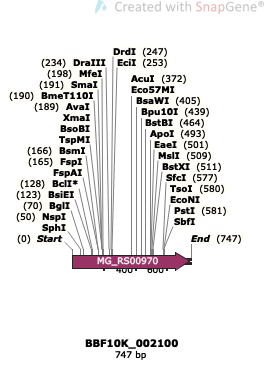 Created with SnapGene®
DrdI (247)
(234) DraIII EciI (253)
(198) MfeI
(191) SmaI AcuI (372)
(190) BmeT110I Eco57MI
(189) AvaI BsaWI (405)
XmaI Bpu10I (439)
BsoBI BstBI (464)
TspMI ApoI (493)
(166) BsmI EaeI (501)
(165) FspI MslI (509)
FspAI BstXI (511)
(128) BclI* SfcI (577)
(123) BsiEI TsoI (580)
(70) BglI EcoNI
(50) NspI PstI (581)
SphI SbfI
(0) Start End (747)
MG_RS00970
400 600
BBF10K_002100
747 bp